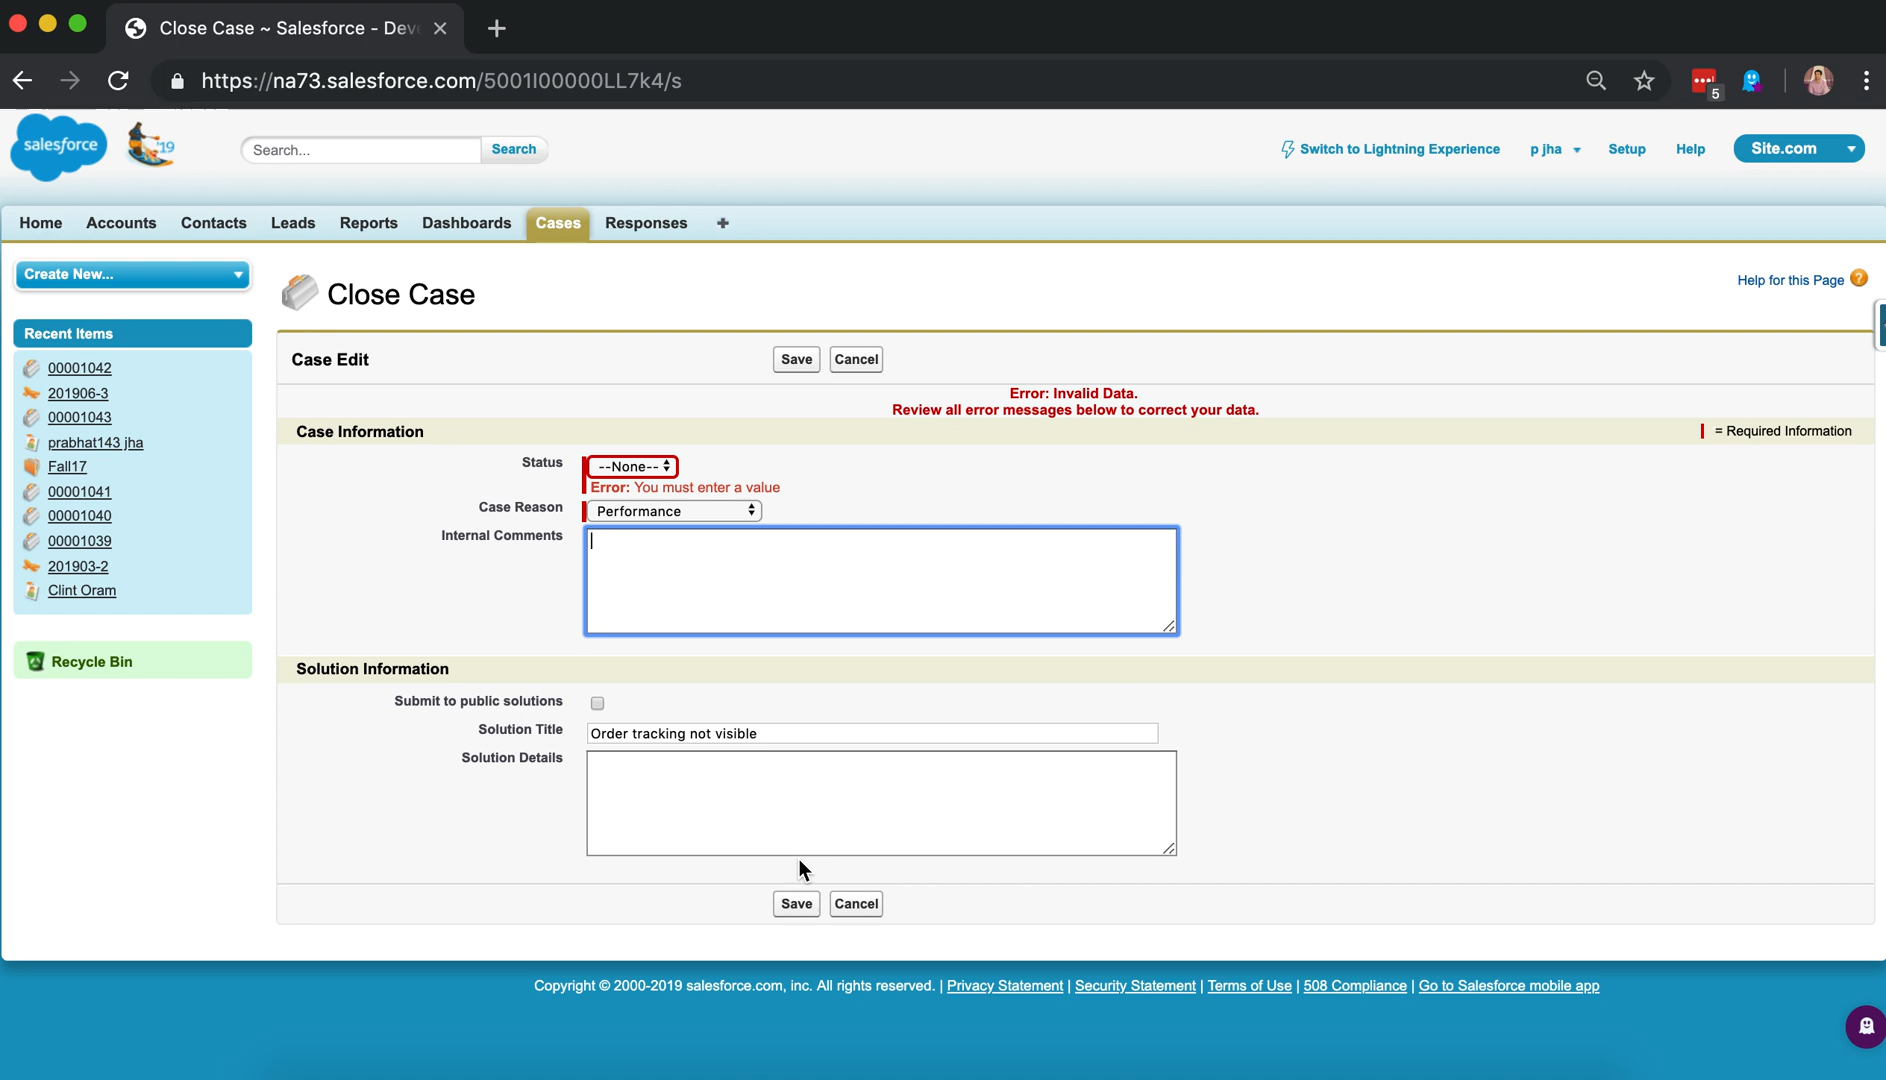 Close Case ~ Salesforce - Deve
https://na73.salesforce.com/5001I00000LL7k4/s
5
salesforce
'19
Search...
Search
Switch to Lightning Experience
p jha
Setup
Help
Site.com
Home
Accounts
Contacts
Leads
Reports
Dashboards
Cases
Responses
+
Create New...
Close Case
Help for this Page ?
Recent Items
00001042
201906-3
00001043
prabhat143 jha
Fall17
00001041
00001040
00001039
201903-2
Clint Oram
Recycle Bin
Case Edit
Save
Cancel
Error: Invalid Data.
Review all error messages below to correct your data.
Case Information
= Required Information
Status
--None--
Error: You must enter a value
Case Reason
Performance
Internal Comments
Solution Information
Submit to public solutions
Solution Title
Order tracking not visible
Solution Details
Save
Cancel
Copyright © 2000-2019 salesforce.com, inc. All rights reserved. | Privacy Statement | Security Statement | Terms of Use | 508 Compliance | Go to Salesforce mobile app